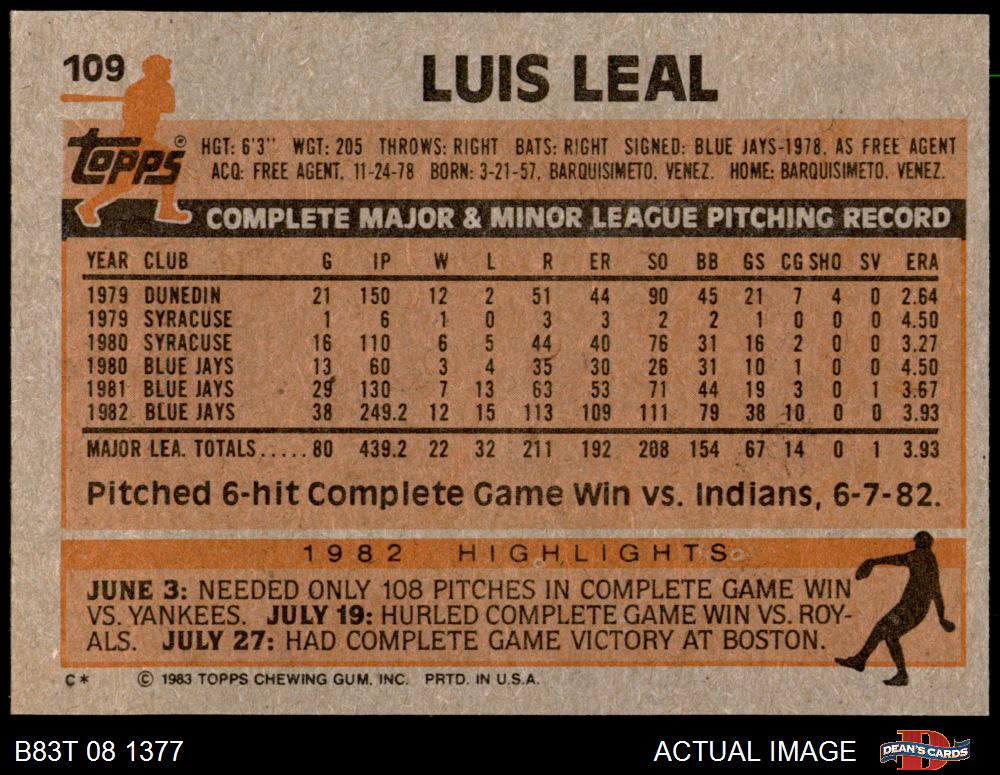 109
LUIS LEAL
Topps®
HGT: 6'3" WGT: 205 THROWS: RIGHT BATS: RIGHT SIGNED: BLUE JAYS-1978, AS FREE AGENT
ACQ: FREE AGENT, 11-24-78 BORN: 3-21-57, BARQUISIMETO, VENEZ. HOME: BARQUISIMETO, VENEZ.
COMPLETE MAJOR & MINOR LEAGUE PITCHING RECORD
YEAR CLUB G IP W L R ER SO BB GS CG SHO SV ERA
1979 DUNEDIN 21 150 12 2 51 44 90 45 21 7 4 0 2.64
1979 SYRACUSE 1 6 1 0 3 3 2 2 1 0 0 0 4.50
1980 SYRACUSE 16 110 6 5 44 40 76 31 16 2 0 0 3.27
1980 BLUE JAYS 13 60 3 4 35 30 26 31 10 1 0 0 4.50
1981 BLUE JAYS 29 130 7 13 63 53 71 44 19 3 0 1 3.67
1982 BLUE JAYS 38 249.2 12 15 113 109 111 79 38 10 0 0 3.93
MAJOR LEA. TOTALS..... 80 439.2 22 32 211 192 208 154 67 14 0 1 3.93
Pitched 6-hit Complete Game Win vs. Indians, 6-7-82.
1982 HIGHLIGHTS
JUNE 3: NEEDED ONLY 108 PITCHES IN COMPLETE GAME WIN
VS. YANKEES. JULY 19: HURLED COMPLETE GAME WIN VS. ROY-
ALS. JULY 27: HAD COMPLETE GAME VICTORY AT BOSTON.
C* © 1983 TOPPS CHEWING GUM, INC. PRTD. IN U.S.A.
B83T 08 1377 ACTUAL IMAGE D DEAN'S CARDS